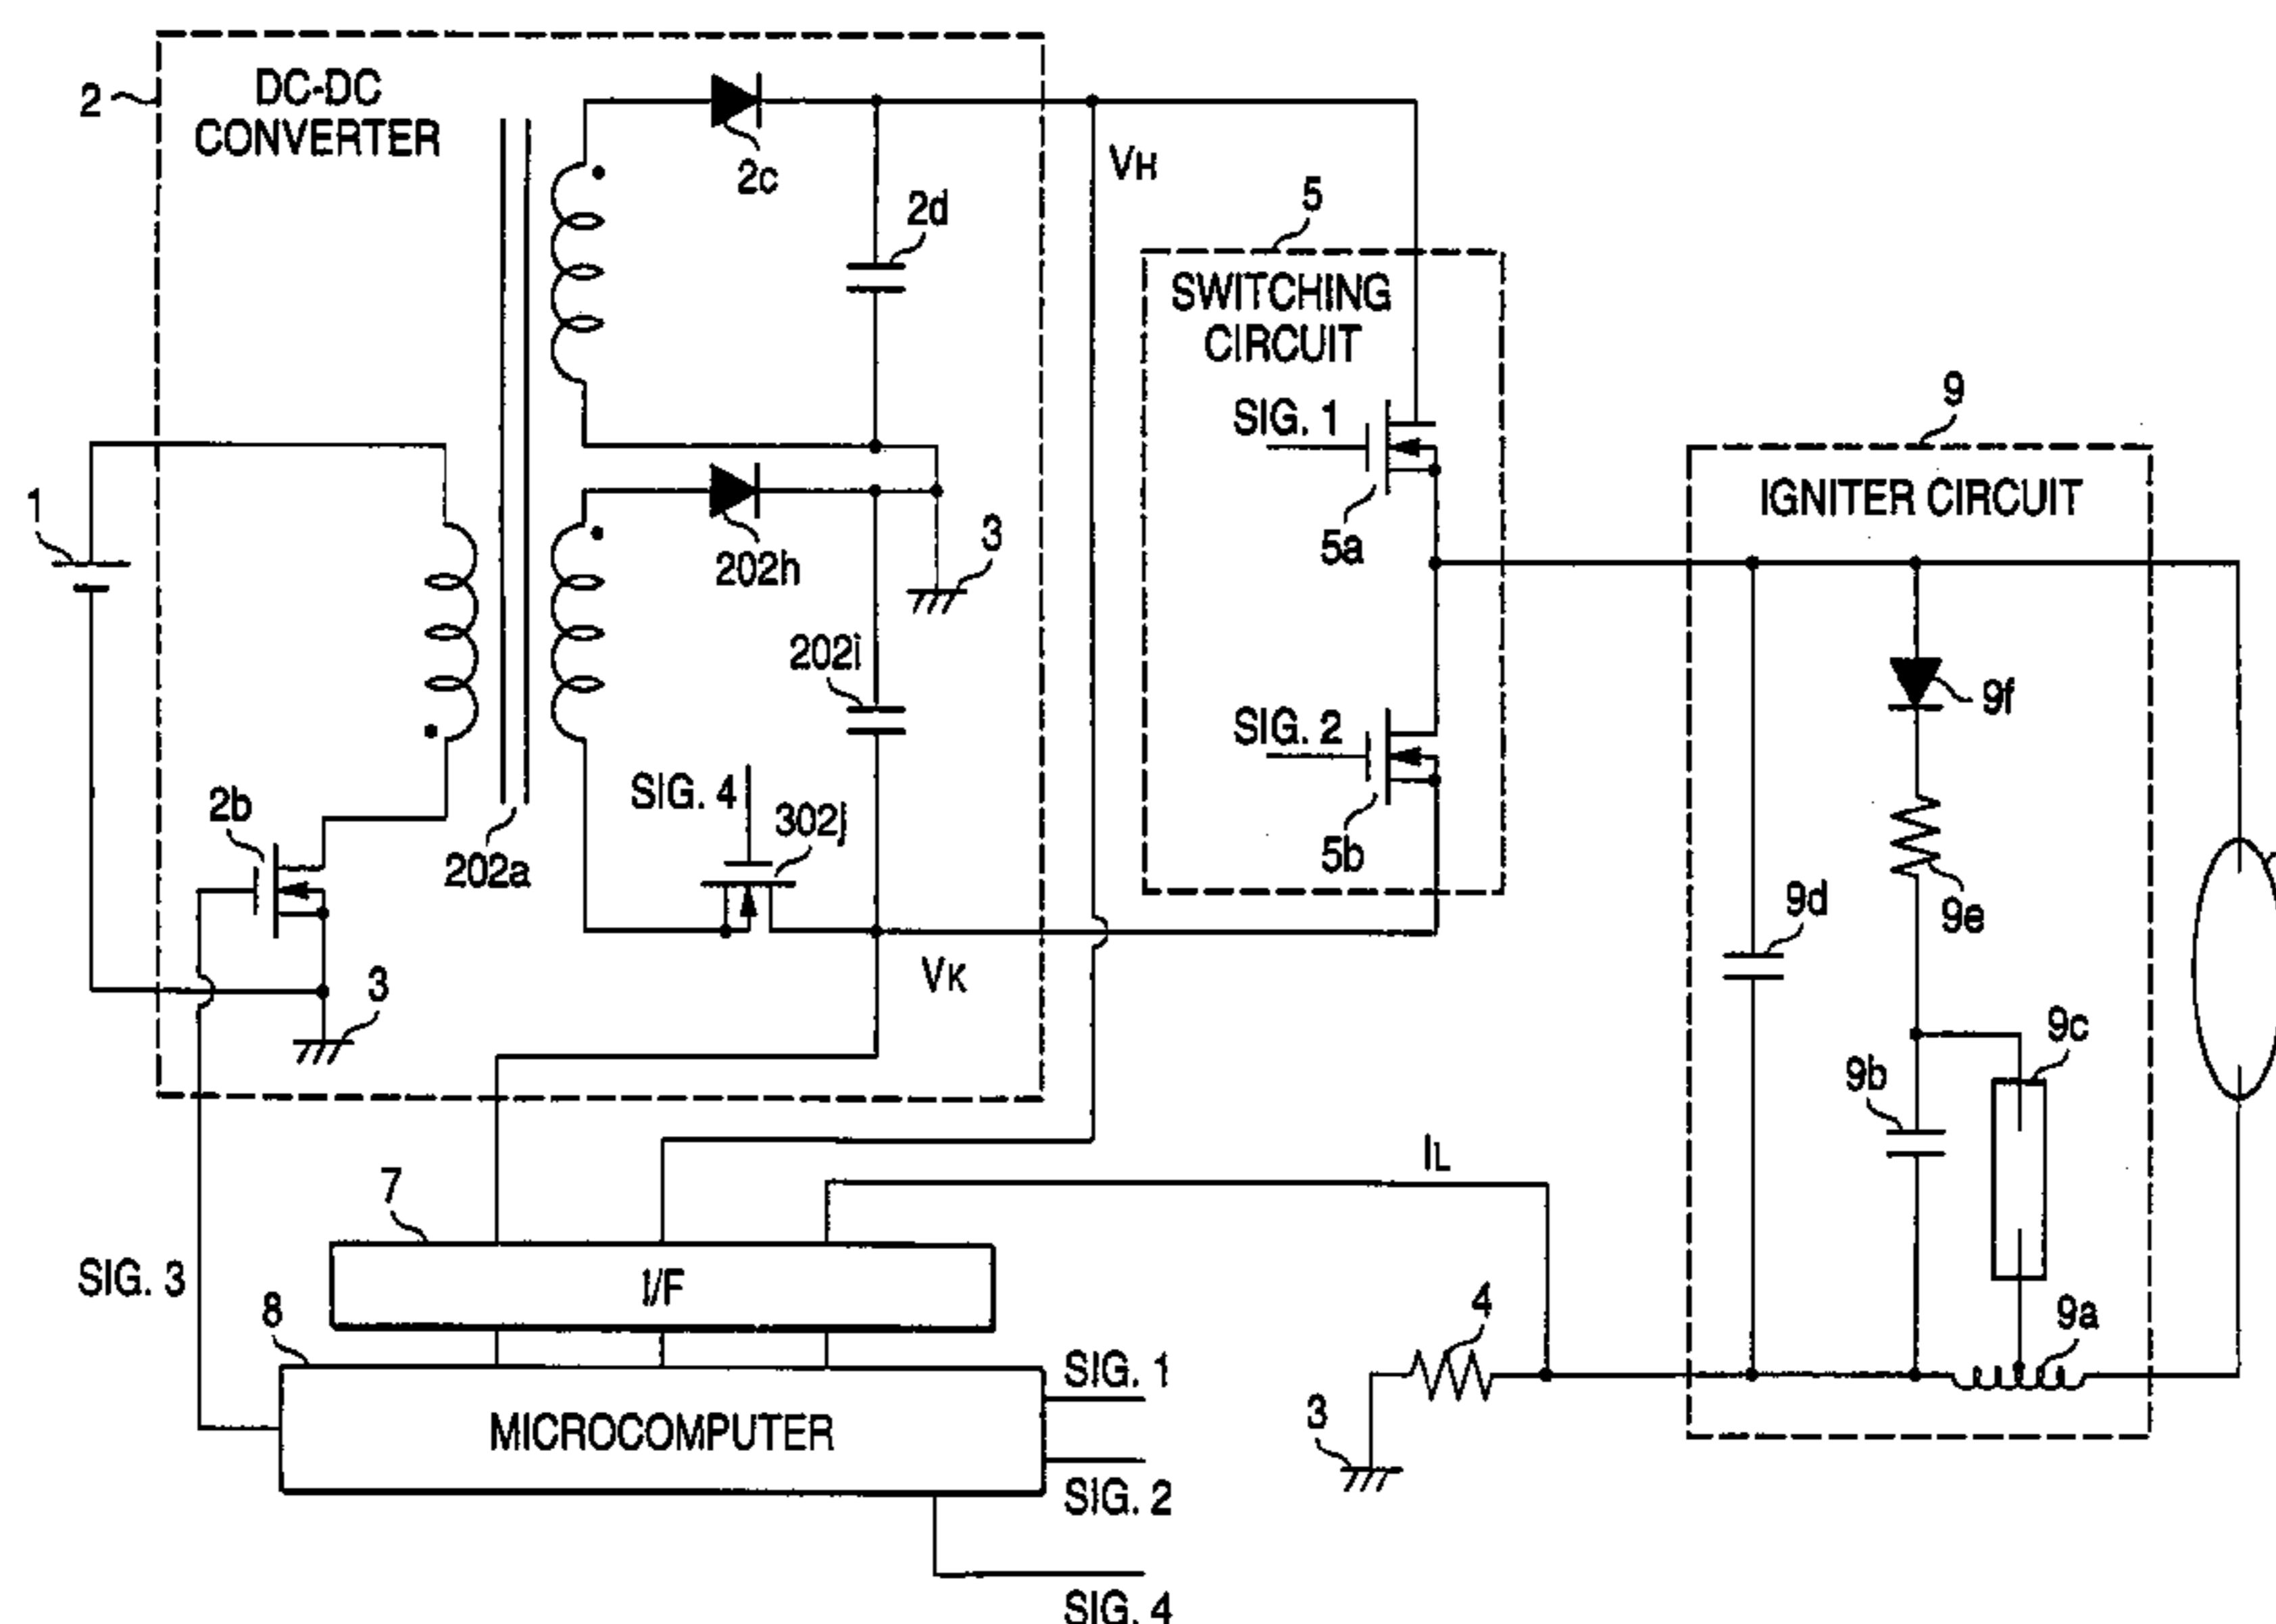 2
DC-DC
CONVERTER
2c
VH
2d
5
SWITCHING
CIRCUIT
SIG. 1
5a
9
IGNITER CIRCUIT
1
202h
3
202i
9f
SIG. 2
5b
SIG. 4
302j
2b
202a
9e
9d
VK
3
9c
9b
IL
7
I/F
SIG. 3
8
4
9a
SIG. 1
MICROCOMPUTER
3
SIG. 2
SIG. 4